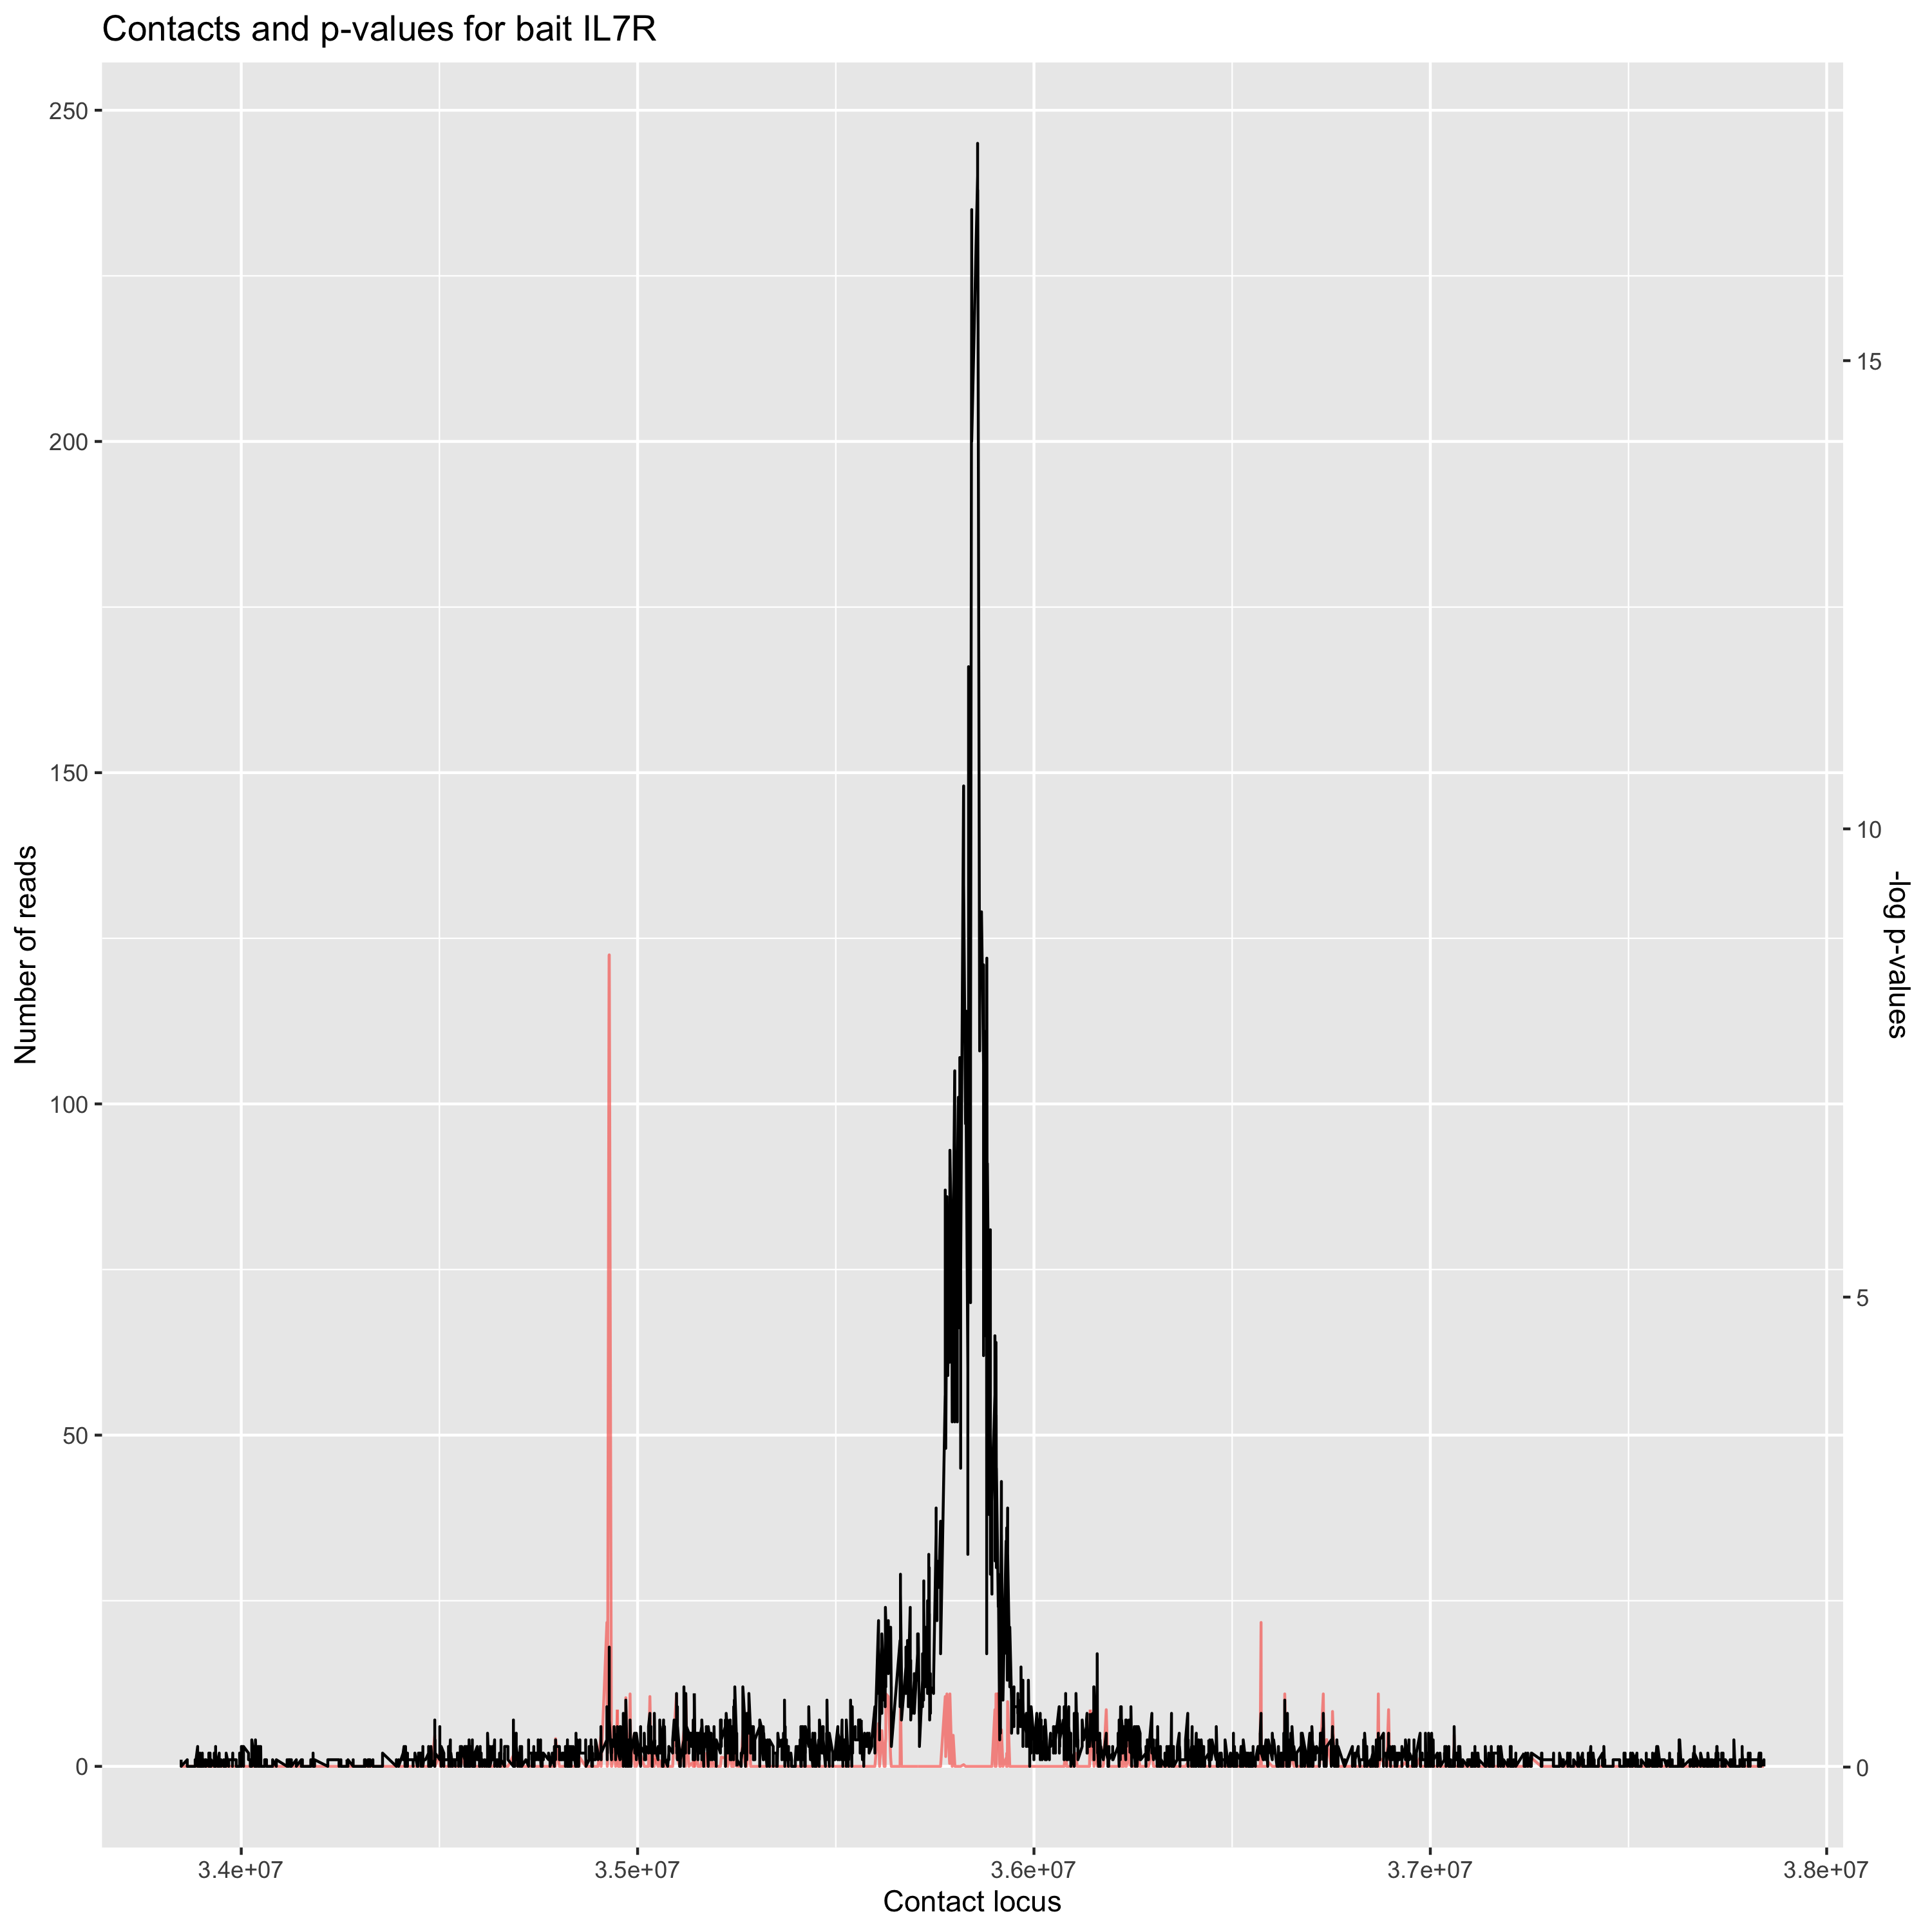 Contacts and p-values for bait IL7R
250
200
150
100
50
0
Number of reads
15
10
5
0
-log p-values
3.4e+07
3.5e+07
3.6e+07
3.7e+07
3.8e+07
Contact locus